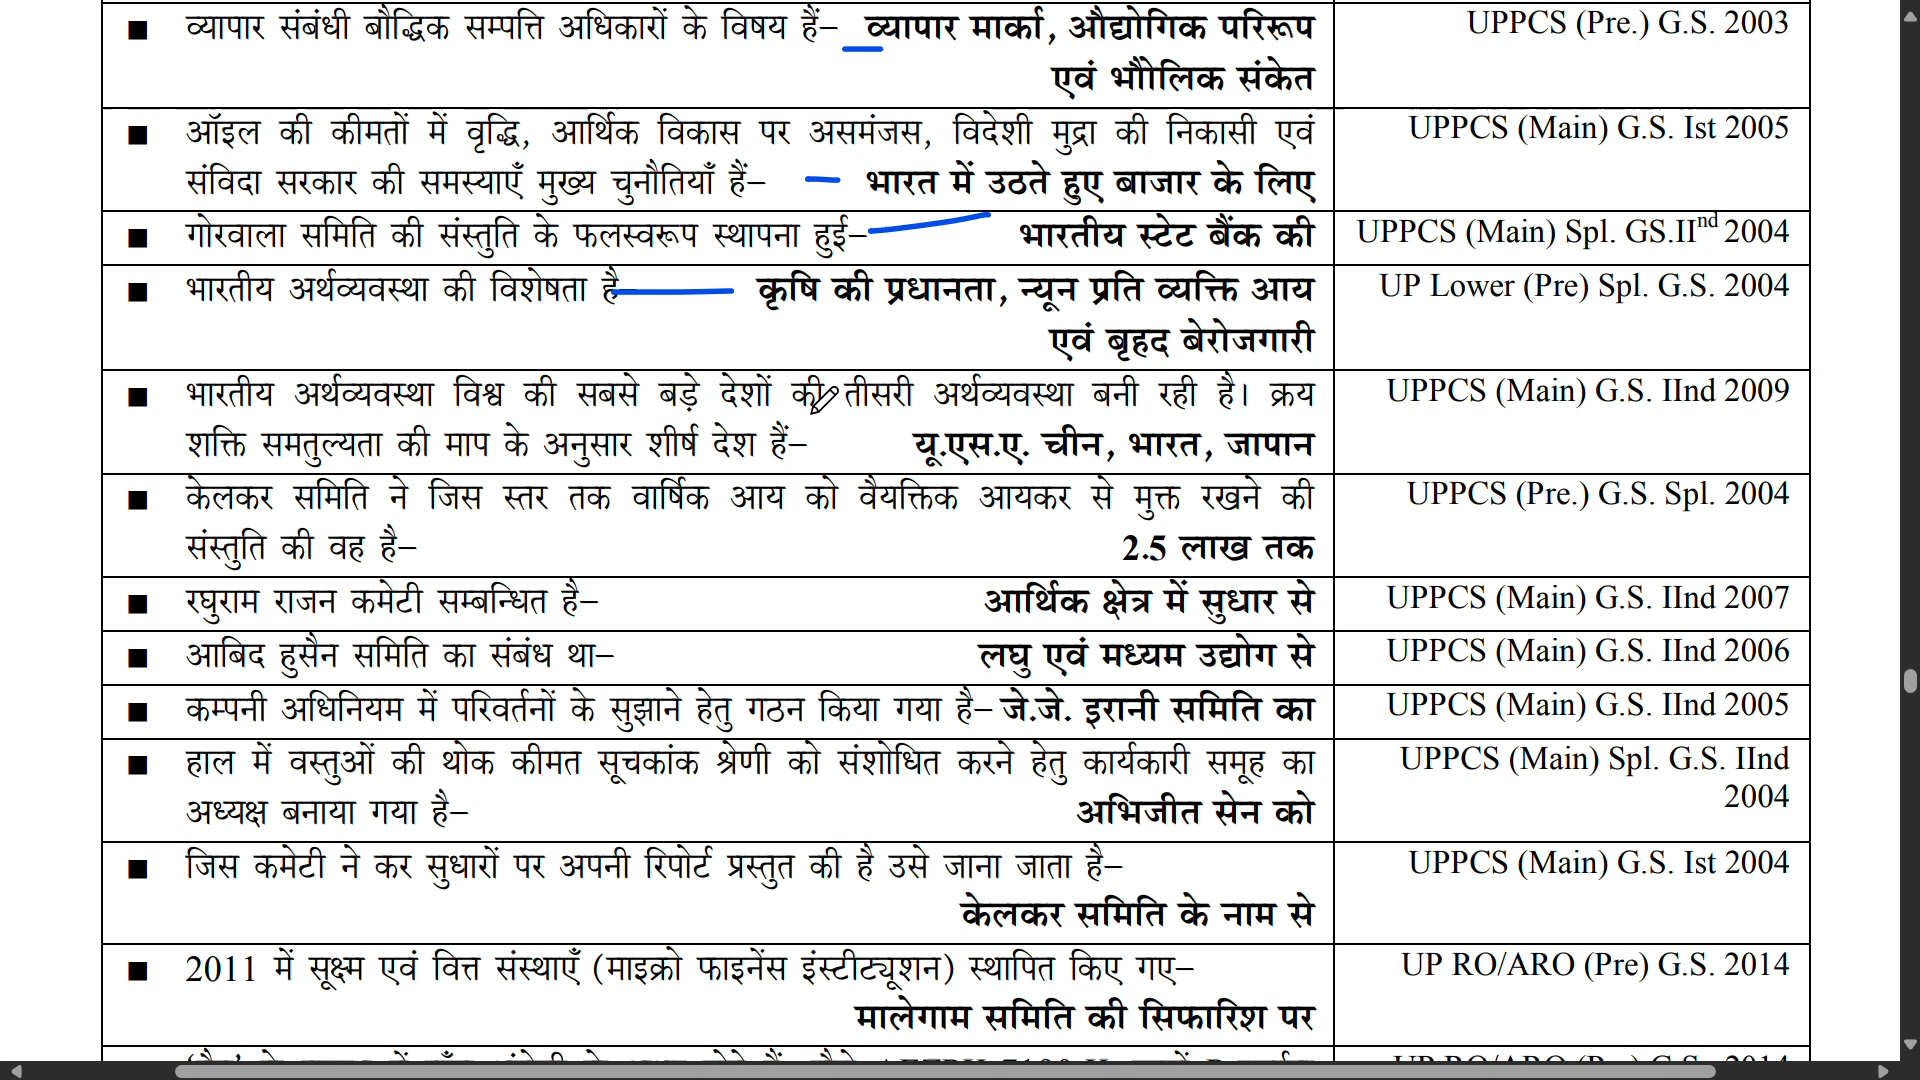 ■ व्यापार संबंधी बौद्धिक सम्पत्ति अधिकारों के विषय हैं– व्यापार मार्का, औद्योगिक परिरूप UPPCS (Pre.) G.S. 2003
एवं भौोलिक संकेत
■ ऑइल की कीमतों में वृद्धि, आर्थिक विकास पर असमंजस, विदेशी मुद्रा की निकासी एवं UPPCS (Main) G.S. Ist 2005
संविदा सरकार की समस्याएँ मुख्य चुनौतियाँ हैं– भारत में उठते हुए बाजार के लिए
■ गोरवाला समिति की संस्तुति के फलस्वरूप स्थापना हुई– भारतीय स्टेट बैंक की UPPCS (Main) Spl. GS.IInd 2004
■ भारतीय अर्थव्यवस्था की विशेषता है– कृषि की प्रधानता, न्यून प्रति व्यक्ति आय UP Lower (Pre) Spl. G.S. 2004
एवं बृहद बेरोजगारी
■ भारतीय अर्थव्यवस्था विश्व की सबसे बड़े देशों की तीसरी अर्थव्यवस्था बनी रही है। क्रय UPPCS (Main) G.S. IInd 2009
शक्ति समतुल्यता की माप के अनुसार शीर्ष देश हैं– यू.एस.ए. चीन, भारत, जापान
■ केलकर समिति ने जिस स्तर तक वार्षिक आय को वैयक्तिक आयकर से मुक्त रखने की UPPCS (Pre.) G.S. Spl. 2004
संस्तुति की वह है– 2.5 लाख तक
■ रघुराम राजन कमेटी सम्बन्धित है– आर्थिक क्षेत्र में सुधार से UPPCS (Main) G.S. IInd 2007
■ आबिद हुसैन समिति का संबंध था– लघु एवं मध्यम उद्योग से UPPCS (Main) G.S. IInd 2006
■ कम्पनी अधिनियम में परिवर्तनों के सुझाने हेतु गठन किया गया है– जे.जे. इरानी समिति का UPPCS (Main) G.S. IInd 2005
■ हाल में वस्तुओं की थोक कीमत सूचकांक श्रेणी को संशोधित करने हेतु कार्यकारी समूह का UPPCS (Main) Spl. G.S. IInd
अध्यक्ष बनाया गया है– अभिजीत सेन को 2004
■ जिस कमेटी ने कर सुधारों पर अपनी रिपोर्ट प्रस्तुत की है उसे जाना जाता है– UPPCS (Main) G.S. Ist 2004
केलकर समिति के नाम से
■ 2011 में सूक्ष्म एवं वित्त संस्थाएँ (माइक्रो फाइनेंस इंस्टीट्यूशन) स्थापित किए गए– UP RO/ARO (Pre) G.S. 2014
मालेगाम समिति की सिफारिश पर